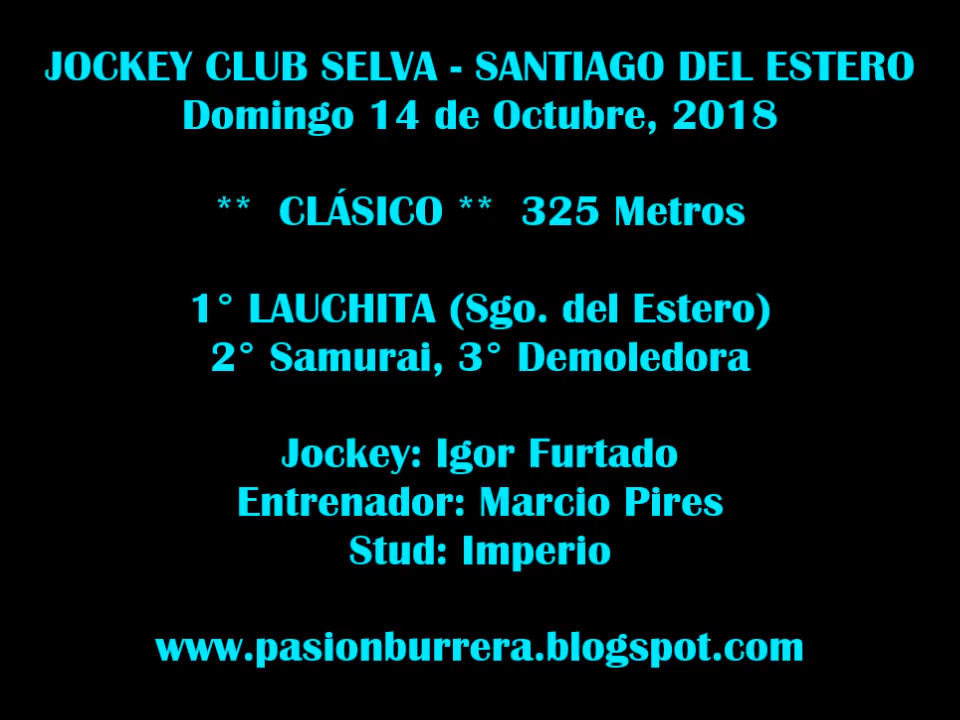 JOCKEY CLUB SELVA - SANTIAGO DEL ESTERO
Domingo 14 de Octubre, 2018
** CLÁSICO ** 325 Metros
1° LAUCHITA (Sgo. del Estero)
2° Samurai, 3° Demoledora
Jockey: Igor Furtado
Entrenador: Marcio Pires
Stud: Imperio
www.pasionburrera.blogspot.com